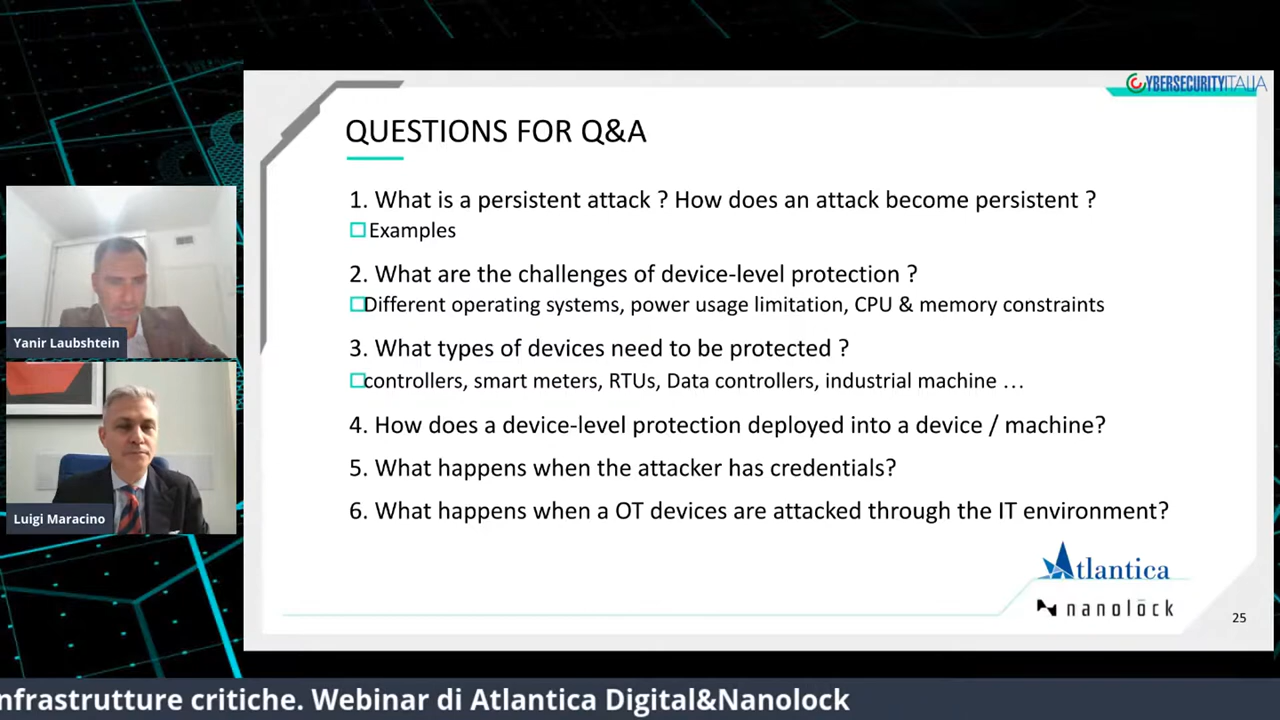 CYBERSECURITYITALIA
QUESTIONS FOR Q&A
1. What is a persistent attack ? How does an attack become persistent ?
Examples
2. What are the challenges of device-level protection ?
Different operating systems, power usage limitation, CPU & memory constraints
3. What types of devices need to be protected ?
controllers, smart meters, RTUs, Data controllers, industrial machine …
4. How does a device-level protection deployed into a device / machine?
5. What happens when the attacker has credentials?
6. What happens when a OT devices are attacked through the IT environment?
Atlantica
nanolöck
25
Yanir Laubshtein
Luigi Maracino
nfrastrutture critiche. Webinar di Atlantica Digital&Nanolock